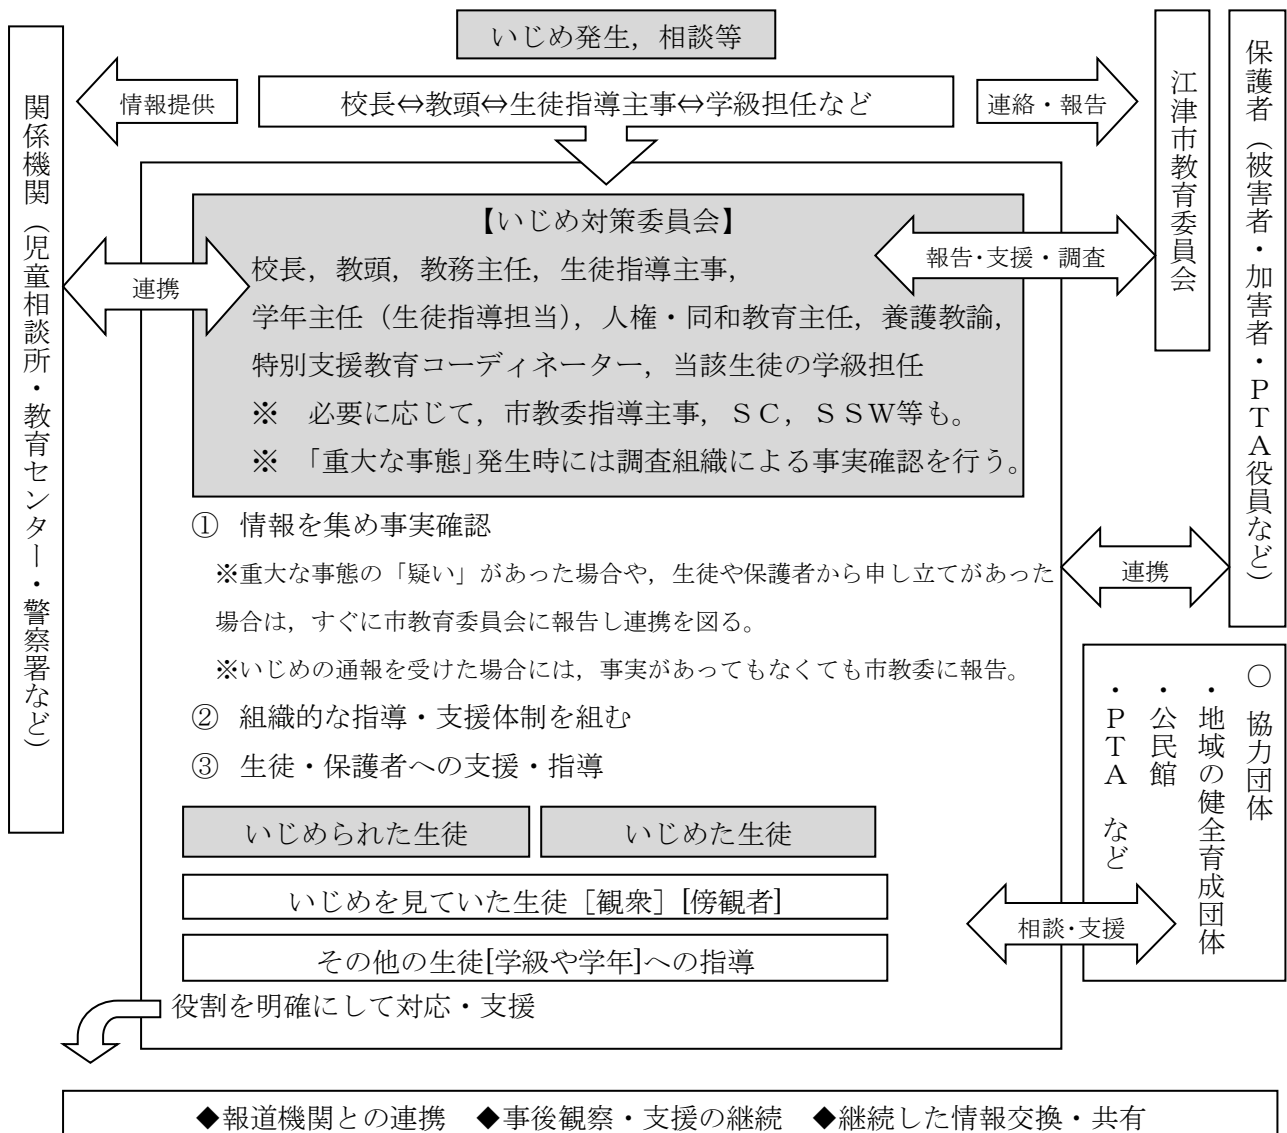 いじめ発生，相談等
校長⇔教頭⇔生徒指導主事⇔学級担任など
情報提供
連絡・報告
関係機関（児童相談所・教育センター・警察署など）
江津市教育委員会
保護者（被害者・加害者・ＰＴＡ役員など）
【いじめ対策委員会】
校長，教頭，教務主任，生徒指導主事，
学年主任（生徒指導担当），人権・同和教育主任，養護教諭，
特別支援教育コーディネーター，当該生徒の学級担任
※　必要に応じて，市教委指導主事，ＳＣ，ＳＳＷ等も。
※　「重大な事態」発生時には調査組織による事実確認を行う。
連携
報告・支援・調査
①　情報を集め事実確認
※重大な事態の「疑い」があった場合や，生徒や保護者から申し立てがあった
場合は，すぐに市教育委員会に報告し連携を図る。
※いじめの通報を受けた場合には，事実があってもなくても市教委に報告。
連携
②　組織的な指導・支援体制を組む
③　生徒・保護者への支援・指導
○　協力団体
・地域の健全育成団体
・公民館
・ＰＴＡ　など
いじめられた生徒
いじめた生徒
いじめを見ていた生徒［観衆］[傍観者]
相談・支援
その他の生徒[学級や学年]への指導
役割を明確にして対応・支援
◆報道機関との連携　◆事後観察・支援の継続　◆継続した情報交換・共有